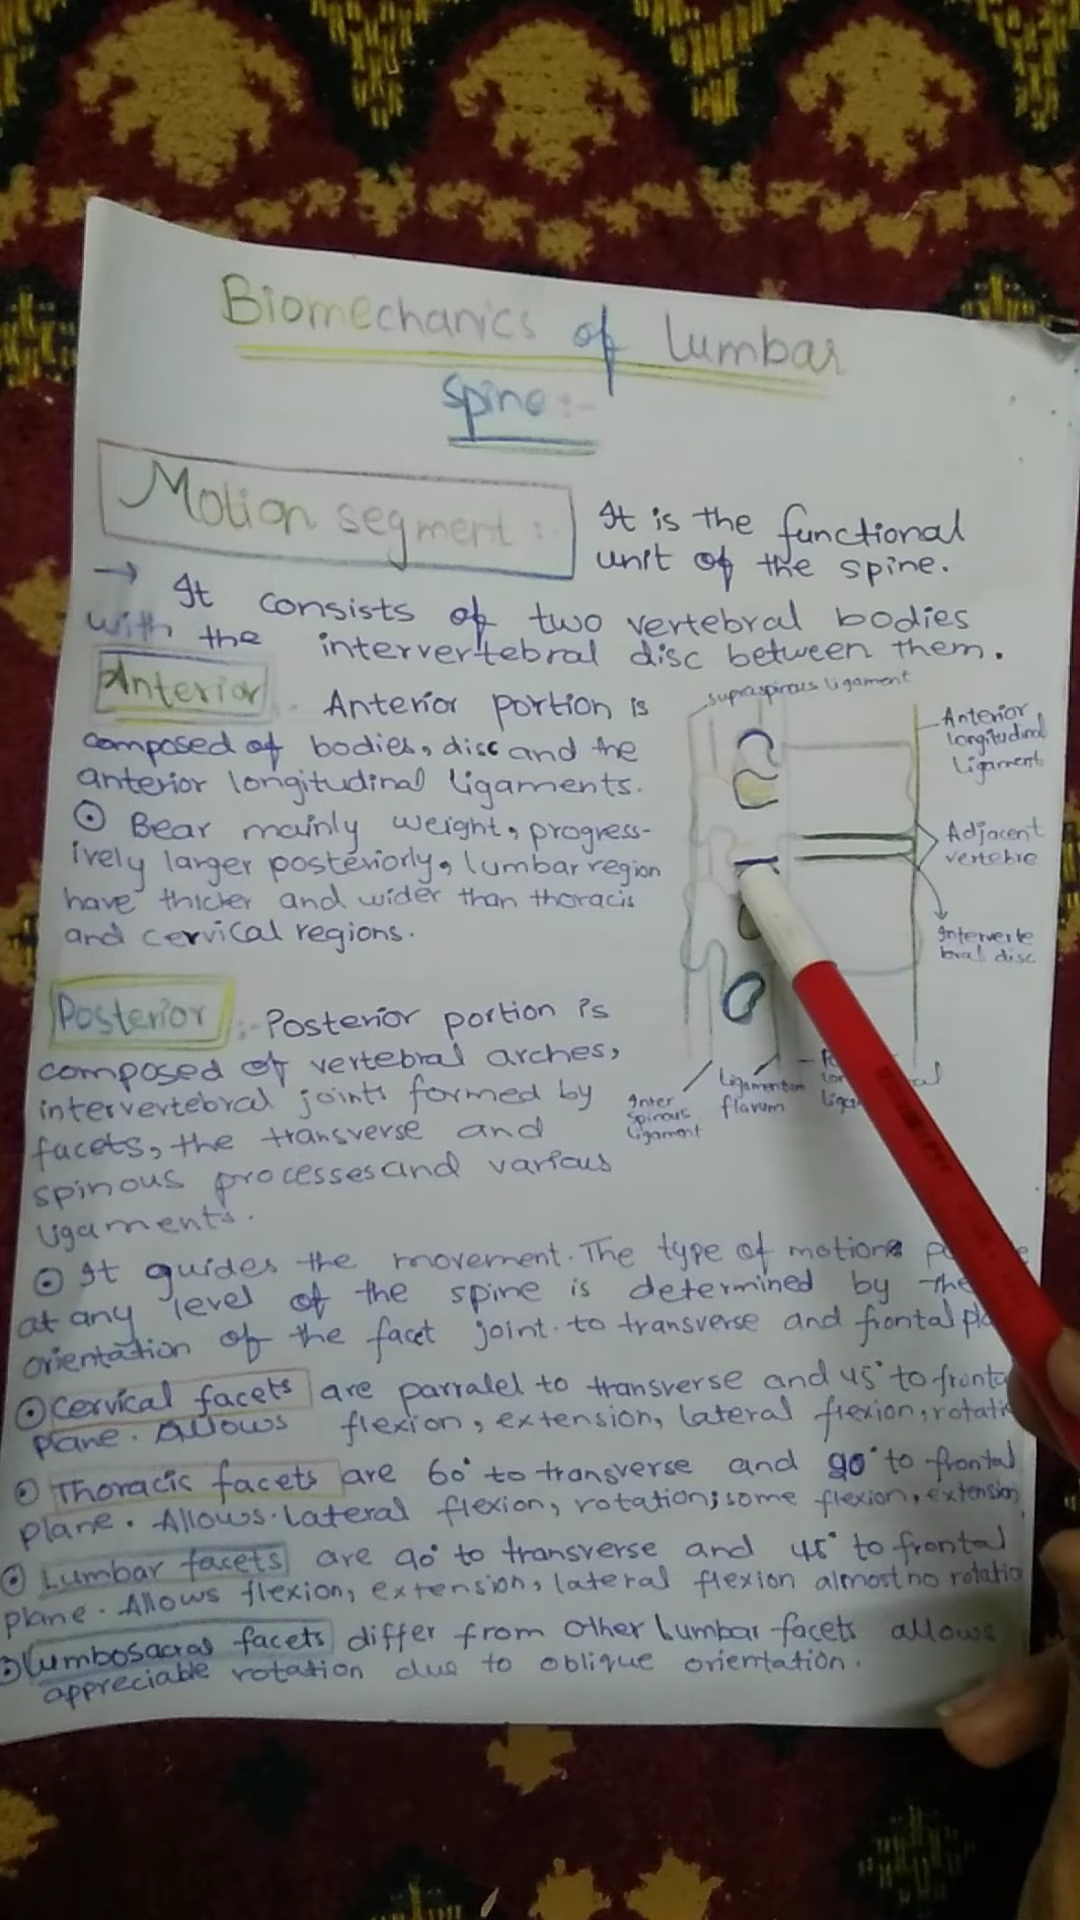 Biomechanics of Lumbar
Spine:-
Motion segment:-
It is the functional
unit of the spine.
→ It consists of two vertebral bodies
with the intervertebral disc between them.
Anterior :- Anterior portion is
composed of bodies, disc and the
anterior longitudinal ligaments.
⊙ Bear mainly weight, progress-
ively larger posteriorly, lumbar region
have thicker and wider than thoracis
and cervical regions.
supraspinous ligament
Anterior
longitudinal
Ligament
Adjacent
vertebre
Interverte
bral disc
Inter
spinous
ligament
Ligamentum
flavum
Posterior :- Posterior portion is
composed of vertebral arches,
intervertebral joints formed by
facets, the transverse and
spinous processes and various
ligaments.
⊙ It guides the movement. The type of motion
at any level of the spine is determined by the
orientation of the facet joint to transverse and frontal
⊙ Cervical facets are parralel to transverse and 45° to
plane. Allows flexion, extension, lateral flexion,
⊙ Thoracis facets are 60° to transverse and 90° to frontal
plane. Allows Lateral flexion, rotation; some flexion, extension
⊙ Lumbar facets are 90° to transverse and 45° to frontal
plane. Allows flexion, extension, lateral flexion almost no
⊙ Lumbosacral facets differ from other Lumbar facets allows
appreciable rotation due to oblique orientation.